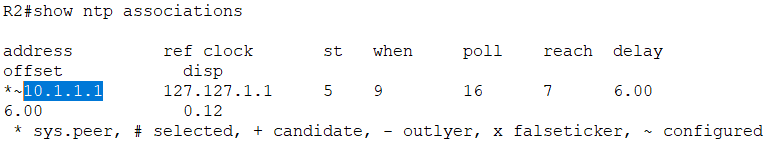 R2#show ntp associations
address ref clock st when poll reach delay
offset disp
*~10.1.1.1 127.127.1.1 5 9 16 7 6.00
6.00 0.12
* sys.peer, # selected, + candidate, - outlyer, x falseticker, ~ configured